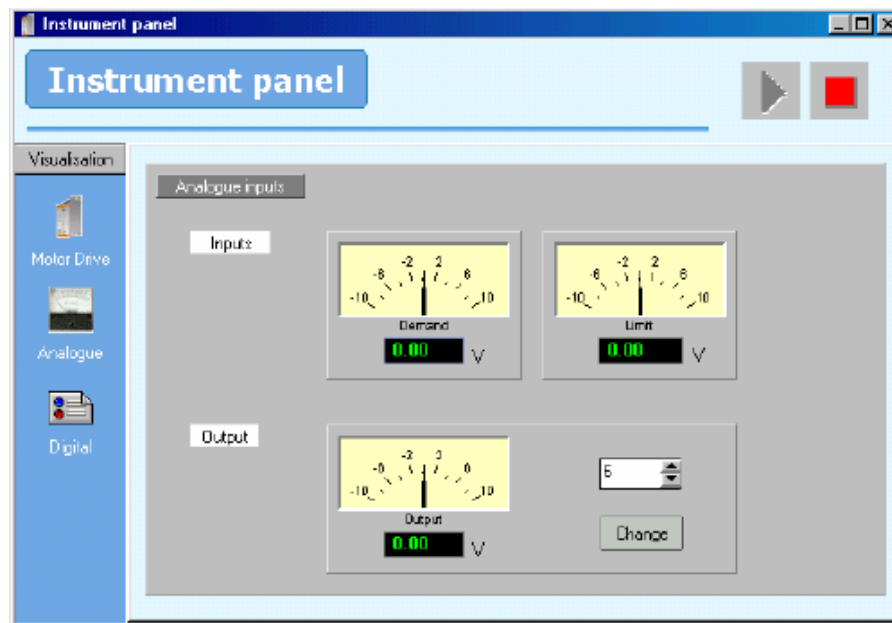 Instrument panel
Instrument panel
Visualisation
Motor Drive
Analogue
Digital
Analogue inputs
Inputs
-10 -6 -2 2 6 10
Demand
0.00 V
-10 -6 -2 2 6 10
Limit
0.00 V
Output
-10 -2 10
Output
0.00 V
Change